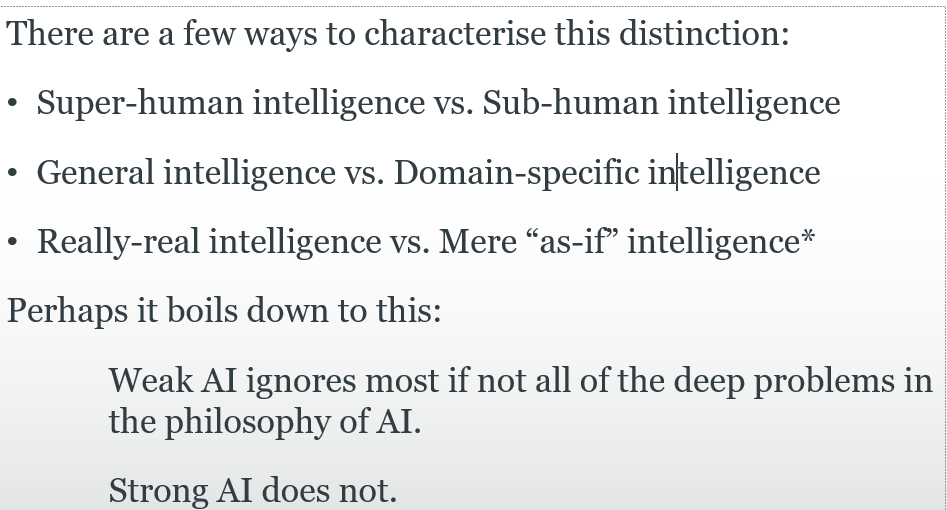 There are a few ways to characterise this distinction:
• Super-human intelligence vs. Sub-human intelligence
• General intelligence vs. Domain-specific intelligence
• Really-real intelligence vs. Mere “as-if” intelligence*
Perhaps it boils down to this:
Weak AI ignores most if not all of the deep problems in
the philosophy of AI.
Strong AI does not.